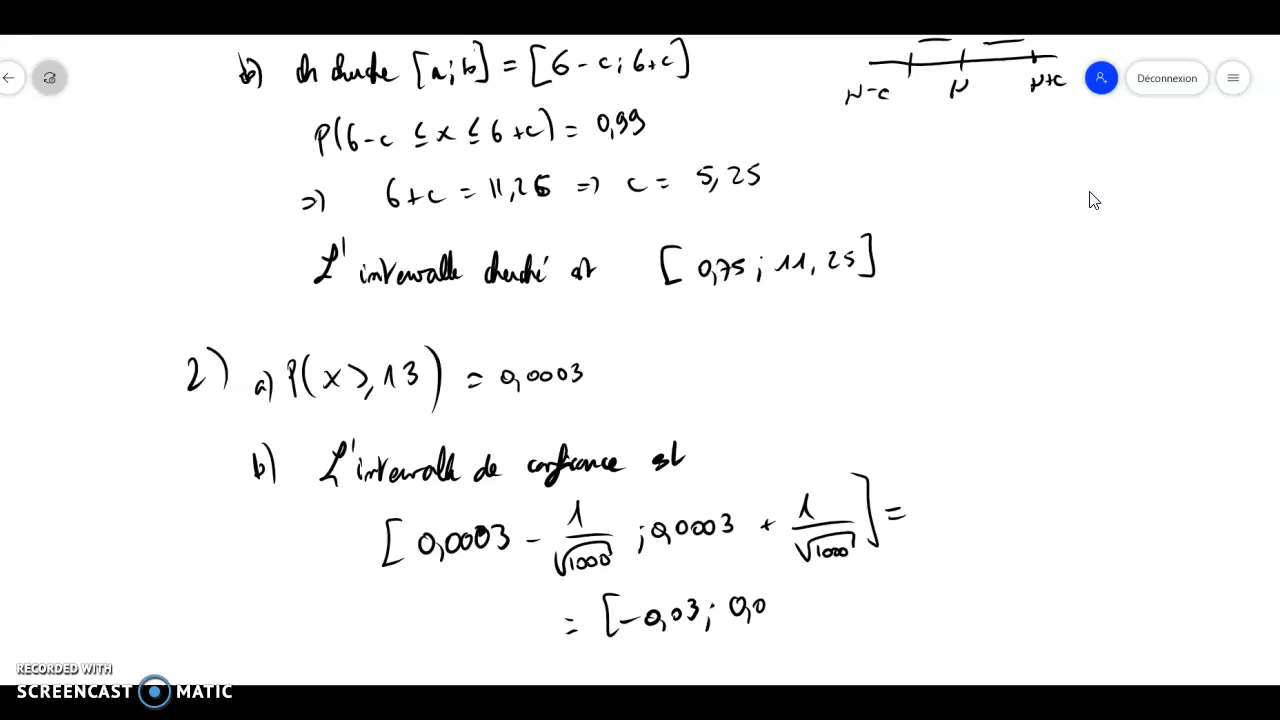 b) On cherche [a;b] = [6-c; 6+c]
μ-c μ μ+c
Déconnexion
P(6-c ≤ x ≤ 6+c) = 0,99
=> 6+c = 11,25 => c = 5,25
L'intervalle cherché est [0,75; 11,25]
2) a) P(x ≥ 13) = 0,0003
b) L'intervalle de confiance est
[0,0003 - 1/√1000 ; 0,0003 + 1/√1000] =
= [-0,03; 0,0
RECORDED WITH
SCREENCAST MATIC